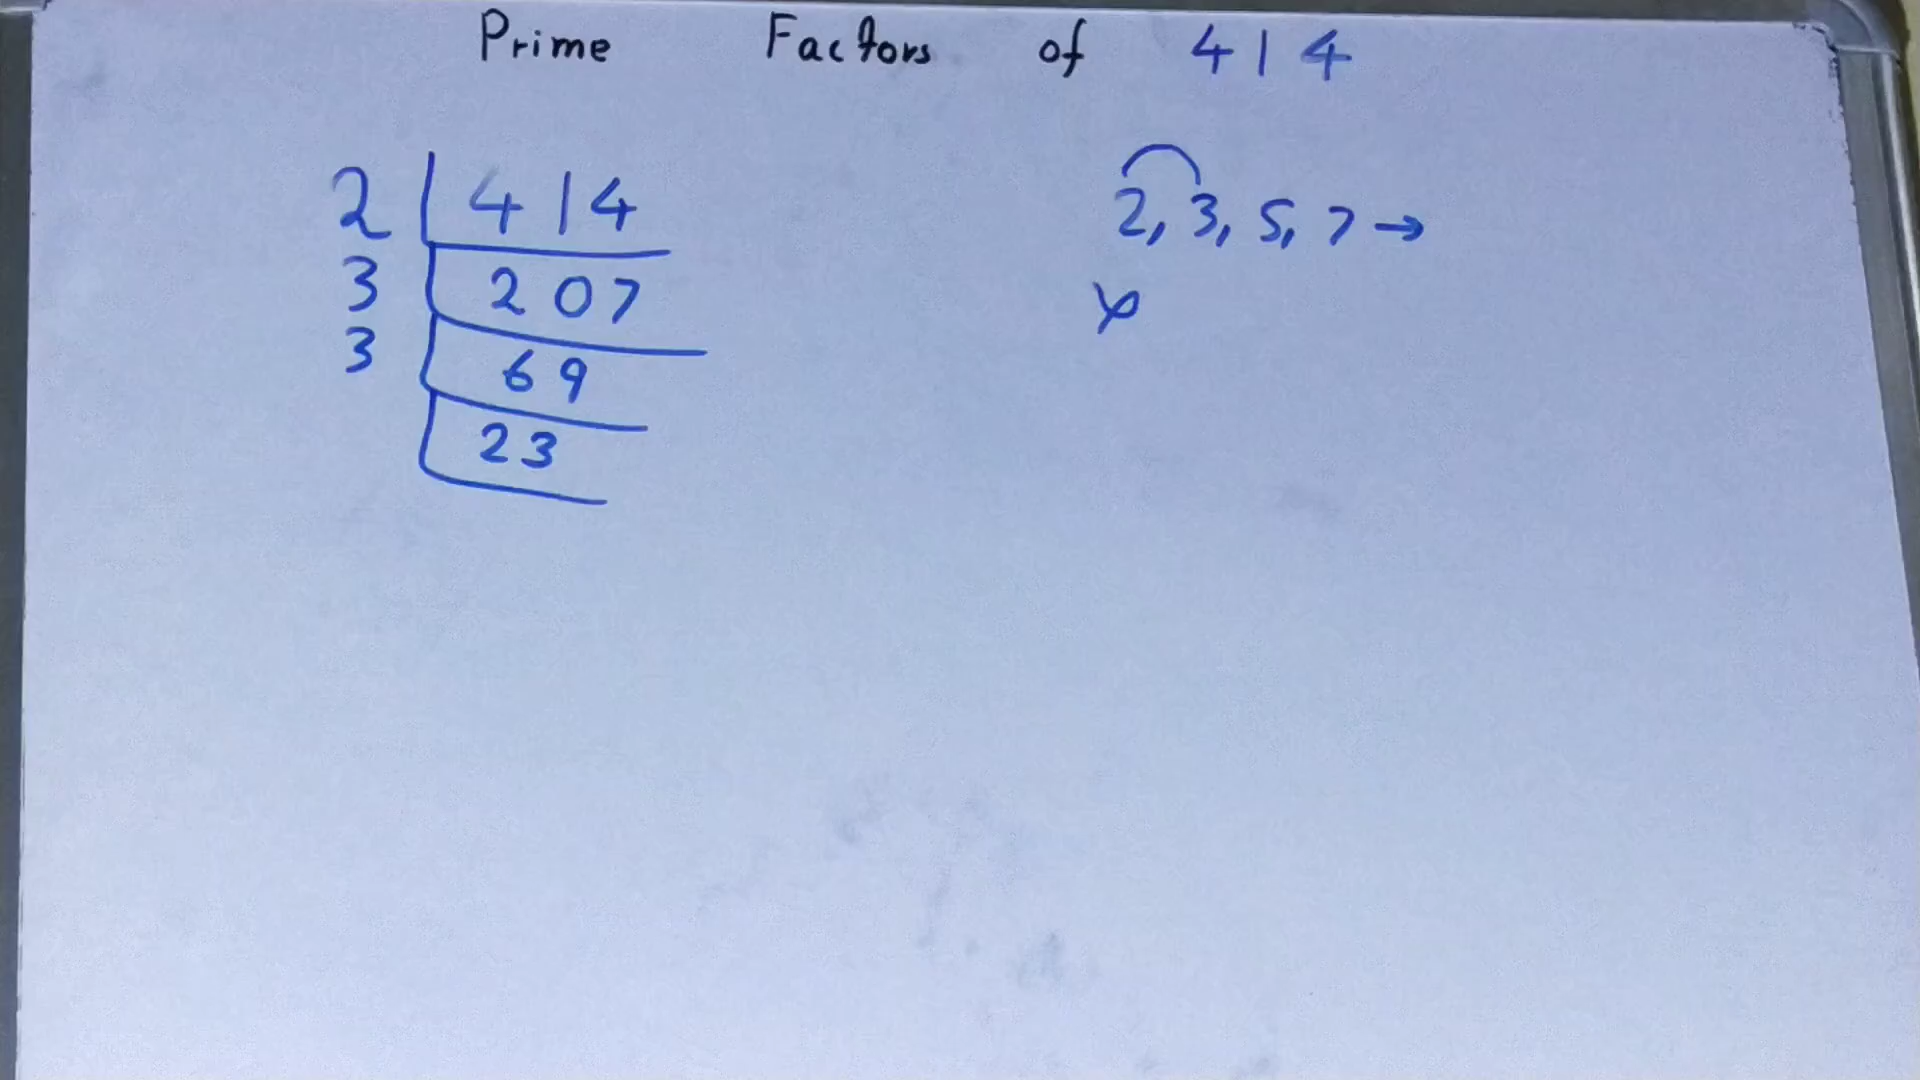 Prime Factors of 414
2 414
3 207
3 69
23
2, 3, 5, 7 →